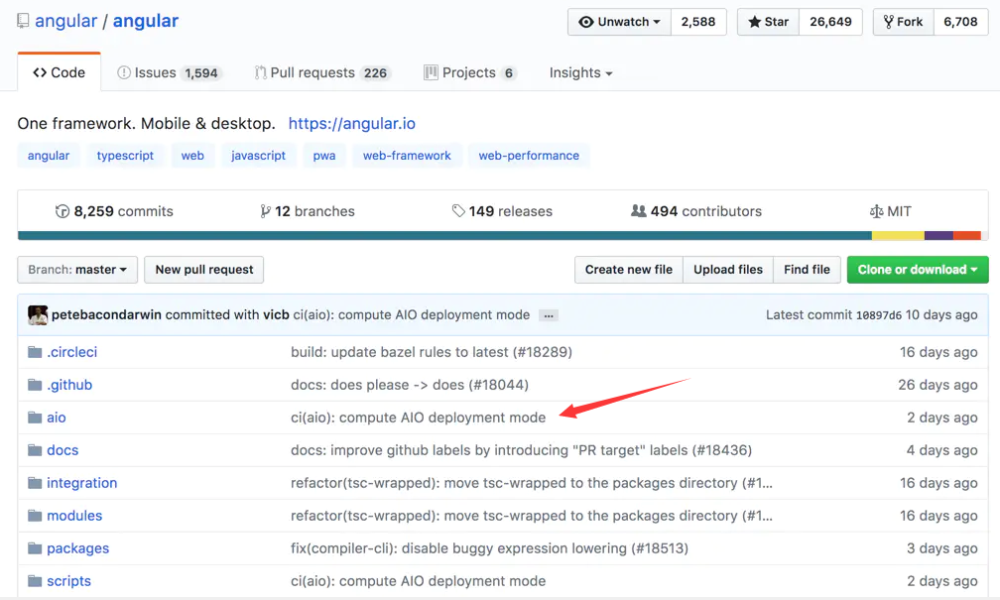 angular / angular Unwatch 2,588 Star 26,649 Fork 6,708
Code Issues 1,594 Pull requests 226 Projects 6 Insights
One framework. Mobile & desktop. https://angular.io
angular typescript web javascript pwa web-framework web-performance
8,259 commits 12 branches 149 releases 494 contributors MIT
Branch: master New pull request Create new file Upload files Find file Clone or download
petebacondarwin committed with vicb ci(aio): compute AIO deployment mode ... Latest commit 10897d6 10 days ago
.circleci build: update bazel rules to latest (#18289) 16 days ago
.github docs: does please -> does (#18044) 26 days ago
aio ci(aio): compute AIO deployment mode 2 days ago
docs docs: improve github labels by introducing "PR target" labels (#18436) 4 days ago
integration refactor(tsc-wrapped): move tsc-wrapped to the packages directory (#1... 16 days ago
modules refactor(tsc-wrapped): move tsc-wrapped to the packages directory (#1... 16 days ago
packages fix(compiler-cli): disable buggy expression lowering (#18513) 3 days ago
scripts ci(aio): compute AIO deployment mode 2 days ago